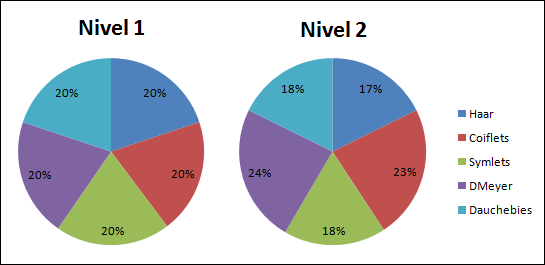 Nivel 1
20%
20%
20%
20%
20%
Nivel 2
17%
23%
18%
24%
18%
Haar
Coiflets
Symlets
DMeyer
Dauchebies